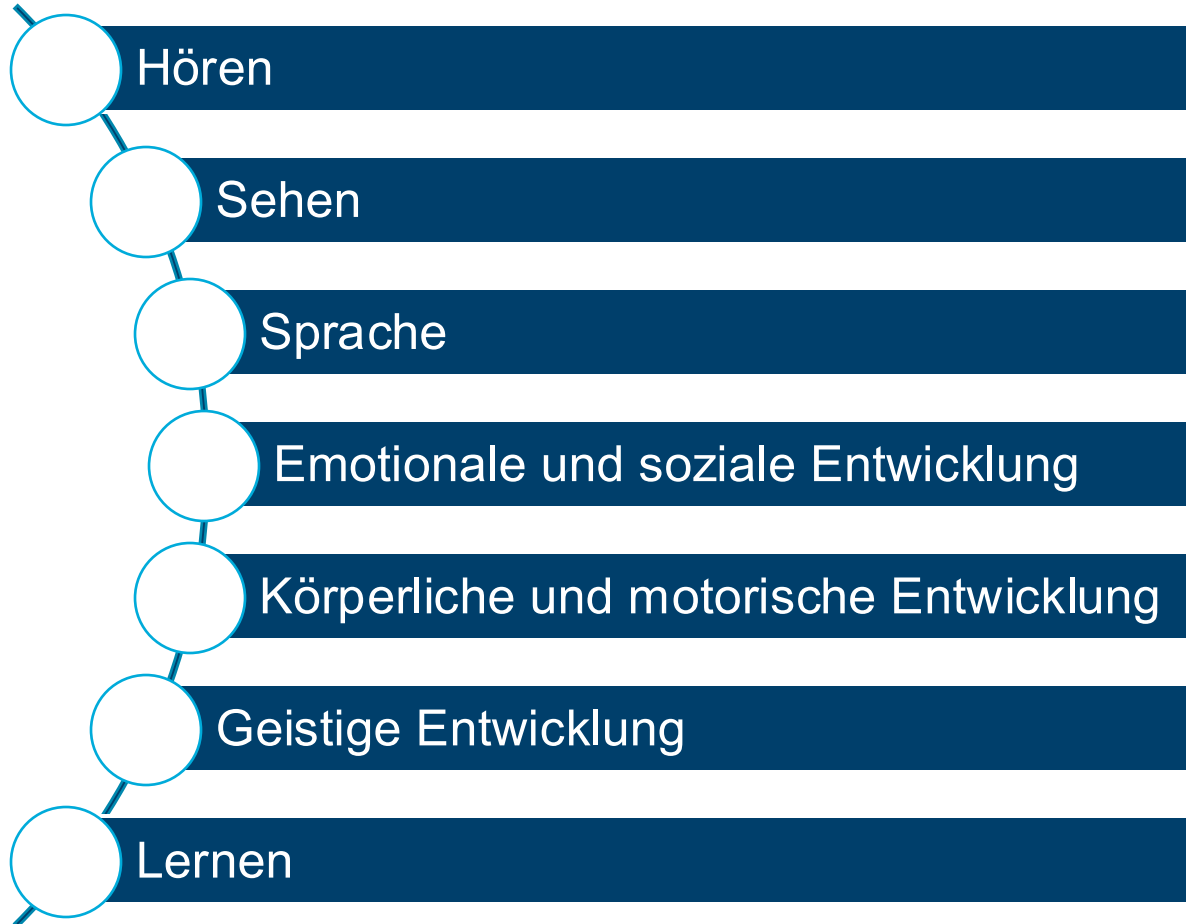 Hören
Sehen
Sprache
Emotionale und soziale Entwicklung
Körperliche und motorische Entwicklung
Geistige Entwicklung
Lernen